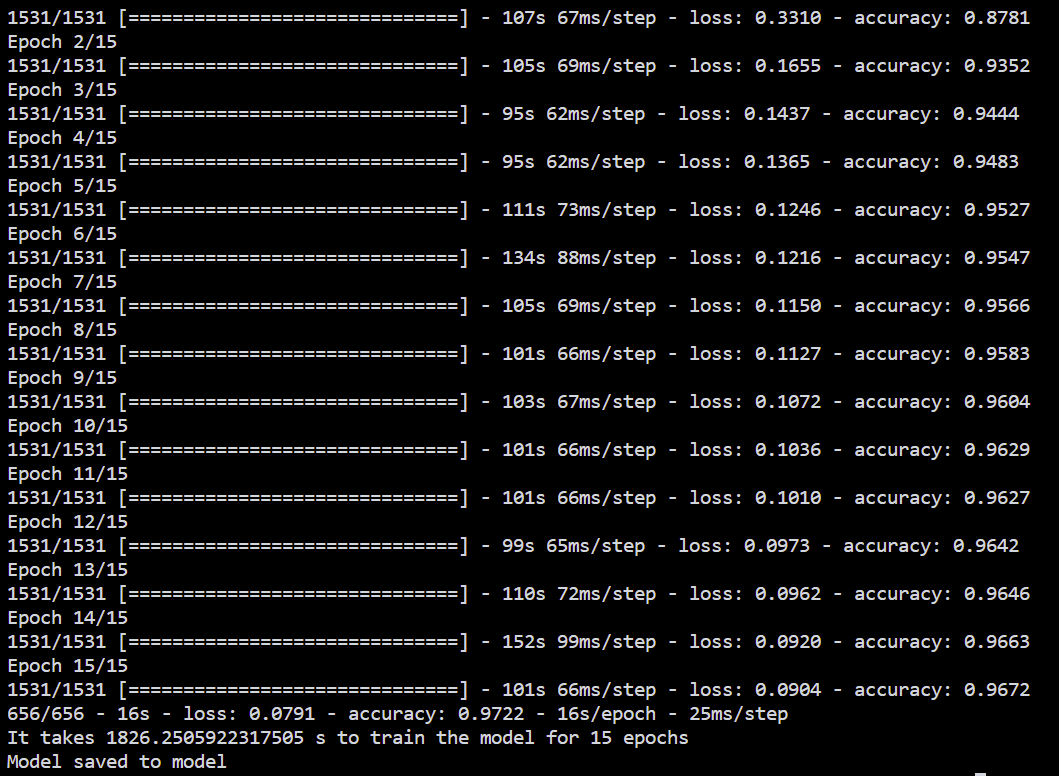 1531/1531 [==============================] - 107s 67ms/step - loss: 0.3310 - accuracy: 0.8781
Epoch 2/15
1531/1531 [==============================] - 105s 69ms/step - loss: 0.1655 - accuracy: 0.9352
Epoch 3/15
1531/1531 [==============================] - 95s 62ms/step - loss: 0.1437 - accuracy: 0.9444
Epoch 4/15
1531/1531 [==============================] - 95s 62ms/step - loss: 0.1365 - accuracy: 0.9483
Epoch 5/15
1531/1531 [==============================] - 111s 73ms/step - loss: 0.1246 - accuracy: 0.9527
Epoch 6/15
1531/1531 [==============================] - 134s 88ms/step - loss: 0.1216 - accuracy: 0.9547
Epoch 7/15
1531/1531 [==============================] - 105s 69ms/step - loss: 0.1150 - accuracy: 0.9566
Epoch 8/15
1531/1531 [==============================] - 101s 66ms/step - loss: 0.1127 - accuracy: 0.9583
Epoch 9/15
1531/1531 [==============================] - 103s 67ms/step - loss: 0.1072 - accuracy: 0.9604
Epoch 10/15
1531/1531 [==============================] - 101s 66ms/step - loss: 0.1036 - accuracy: 0.9629
Epoch 11/15
1531/1531 [==============================] - 101s 66ms/step - loss: 0.1010 - accuracy: 0.9627
Epoch 12/15
1531/1531 [==============================] - 99s 65ms/step - loss: 0.0973 - accuracy: 0.9642
Epoch 13/15
1531/1531 [==============================] - 110s 72ms/step - loss: 0.0962 - accuracy: 0.9646
Epoch 14/15
1531/1531 [==============================] - 152s 99ms/step - loss: 0.0920 - accuracy: 0.9663
Epoch 15/15
1531/1531 [==============================] - 101s 66ms/step - loss: 0.0904 - accuracy: 0.9672
656/656 - 16s - loss: 0.0791 - accuracy: 0.9722 - 16s/epoch - 25ms/step
It takes 1826.2505922317505 s to train the model for 15 epochs
Model saved to model